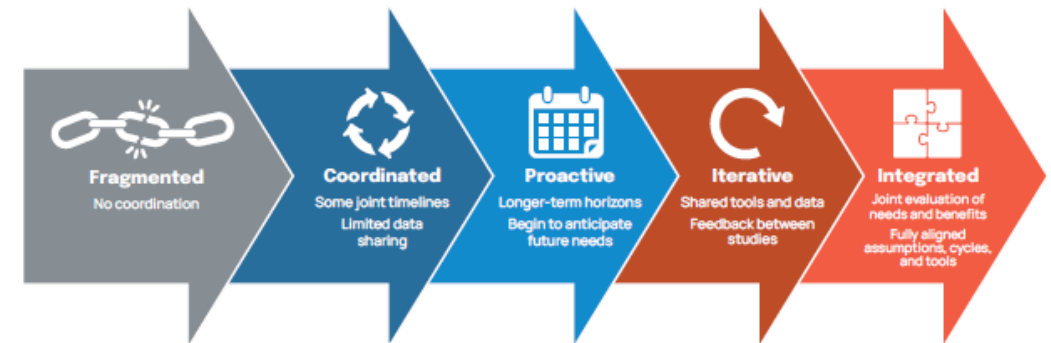 Fragmented
No coordination
Coordinated
Some joint timelines
Limited data
sharing
Proactive
Longer-term horizons
Begin to anticipate
future needs
Iterative
Shared tools and data
Feedback between
studies
Integrated
Joint evaluation of
needs and benefits
Fully aligned
assumptions, cycles,
and tools